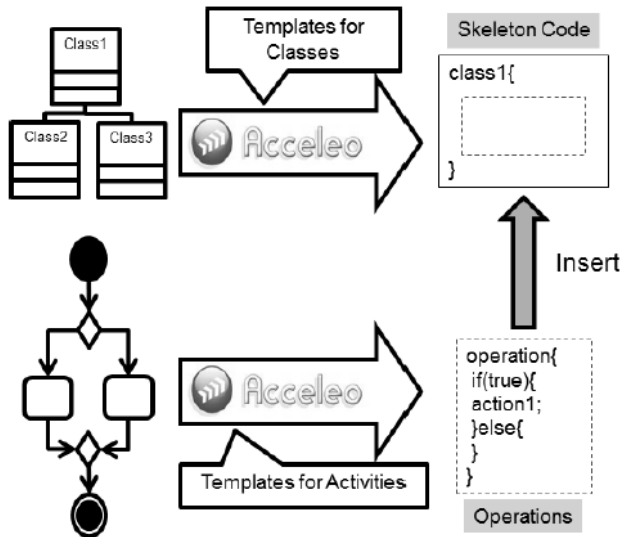 Class1
Class2
Class3
Templates for
Classes
Acceleo
Skeleton Code
class1{
}
Insert
Acceleo
Templates for Activities
operation{
if(true){
action1;
}else{
}
}
Operations